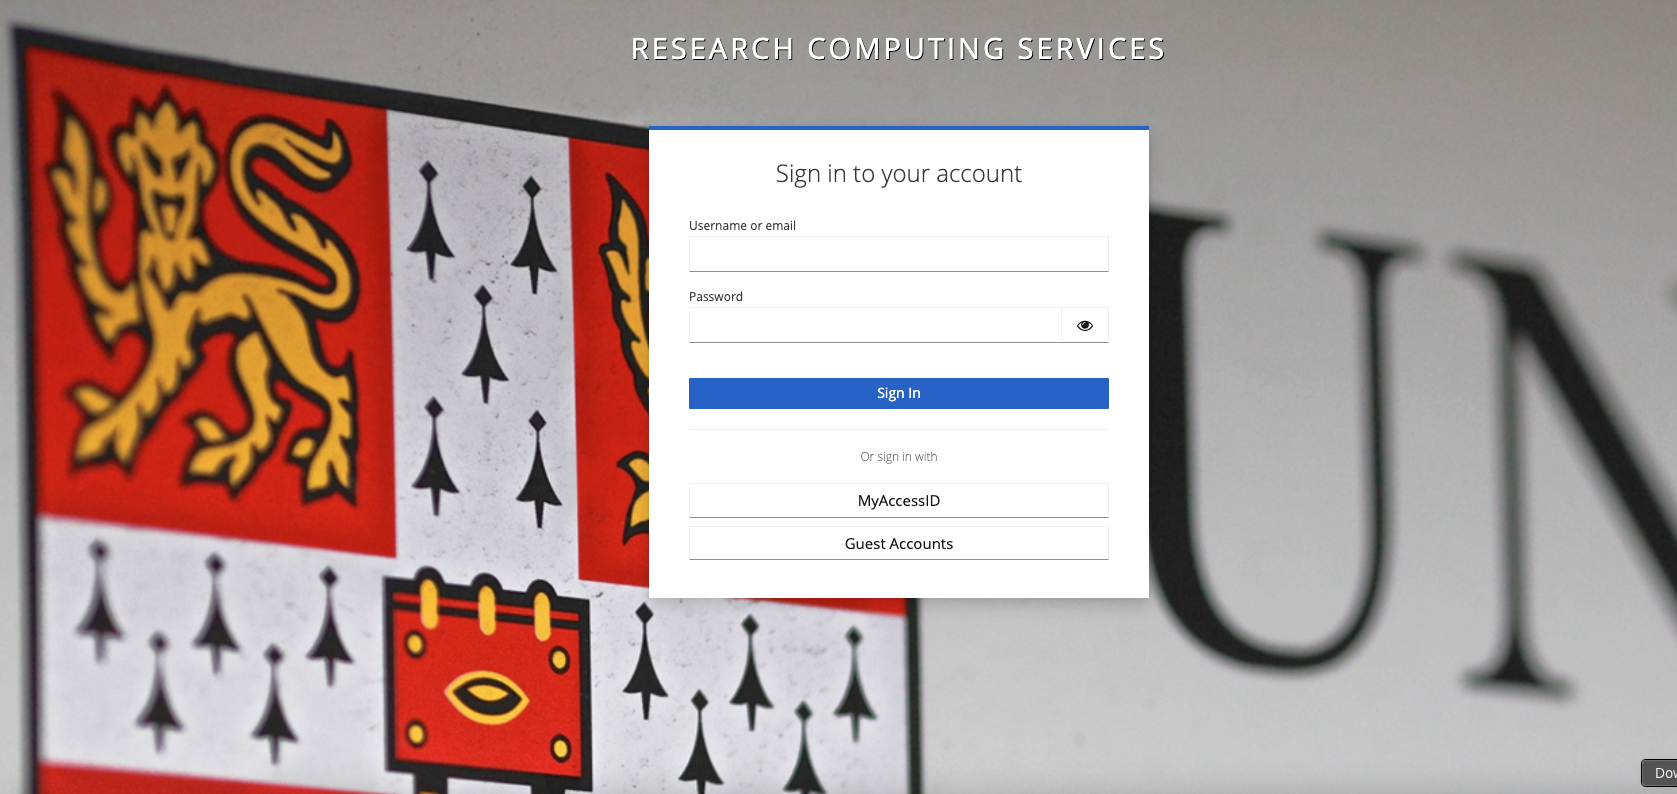 RESEARCH COMPUTING SERVICES
Sign in to your account
Username or email
Password
Sign In
Or sign in with
MyAccessID
Guest Accounts
UN